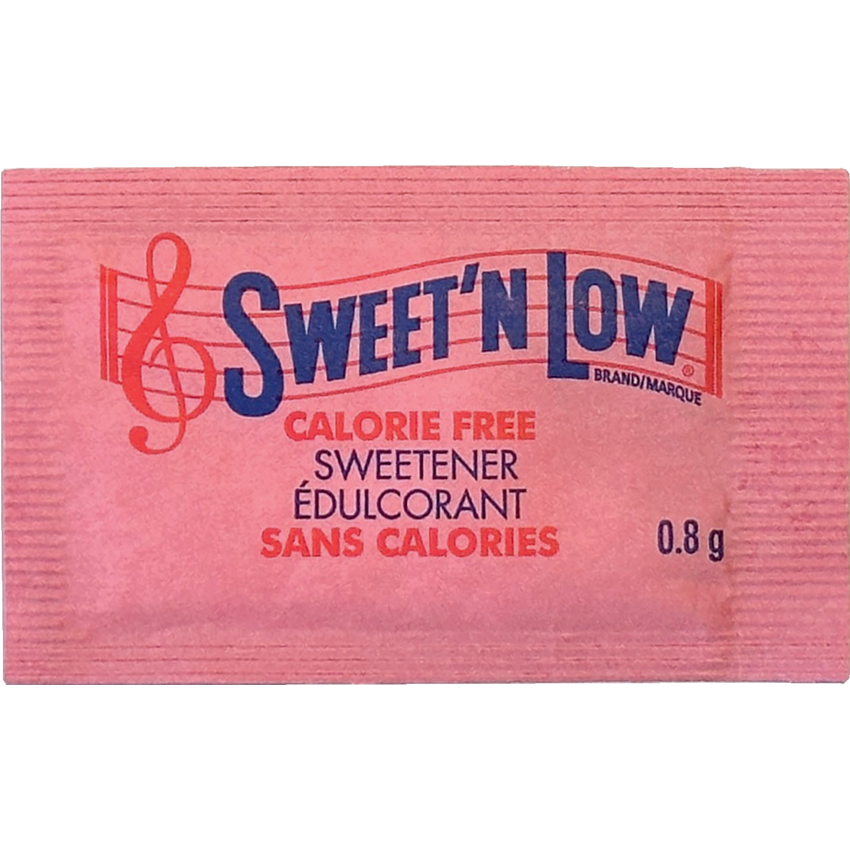 SWEET'N LOW®
BRAND/MARQUE
CALORIE FREE
SWEETENER
ÉDULCORANT
SANS CALORIES
0.8 g